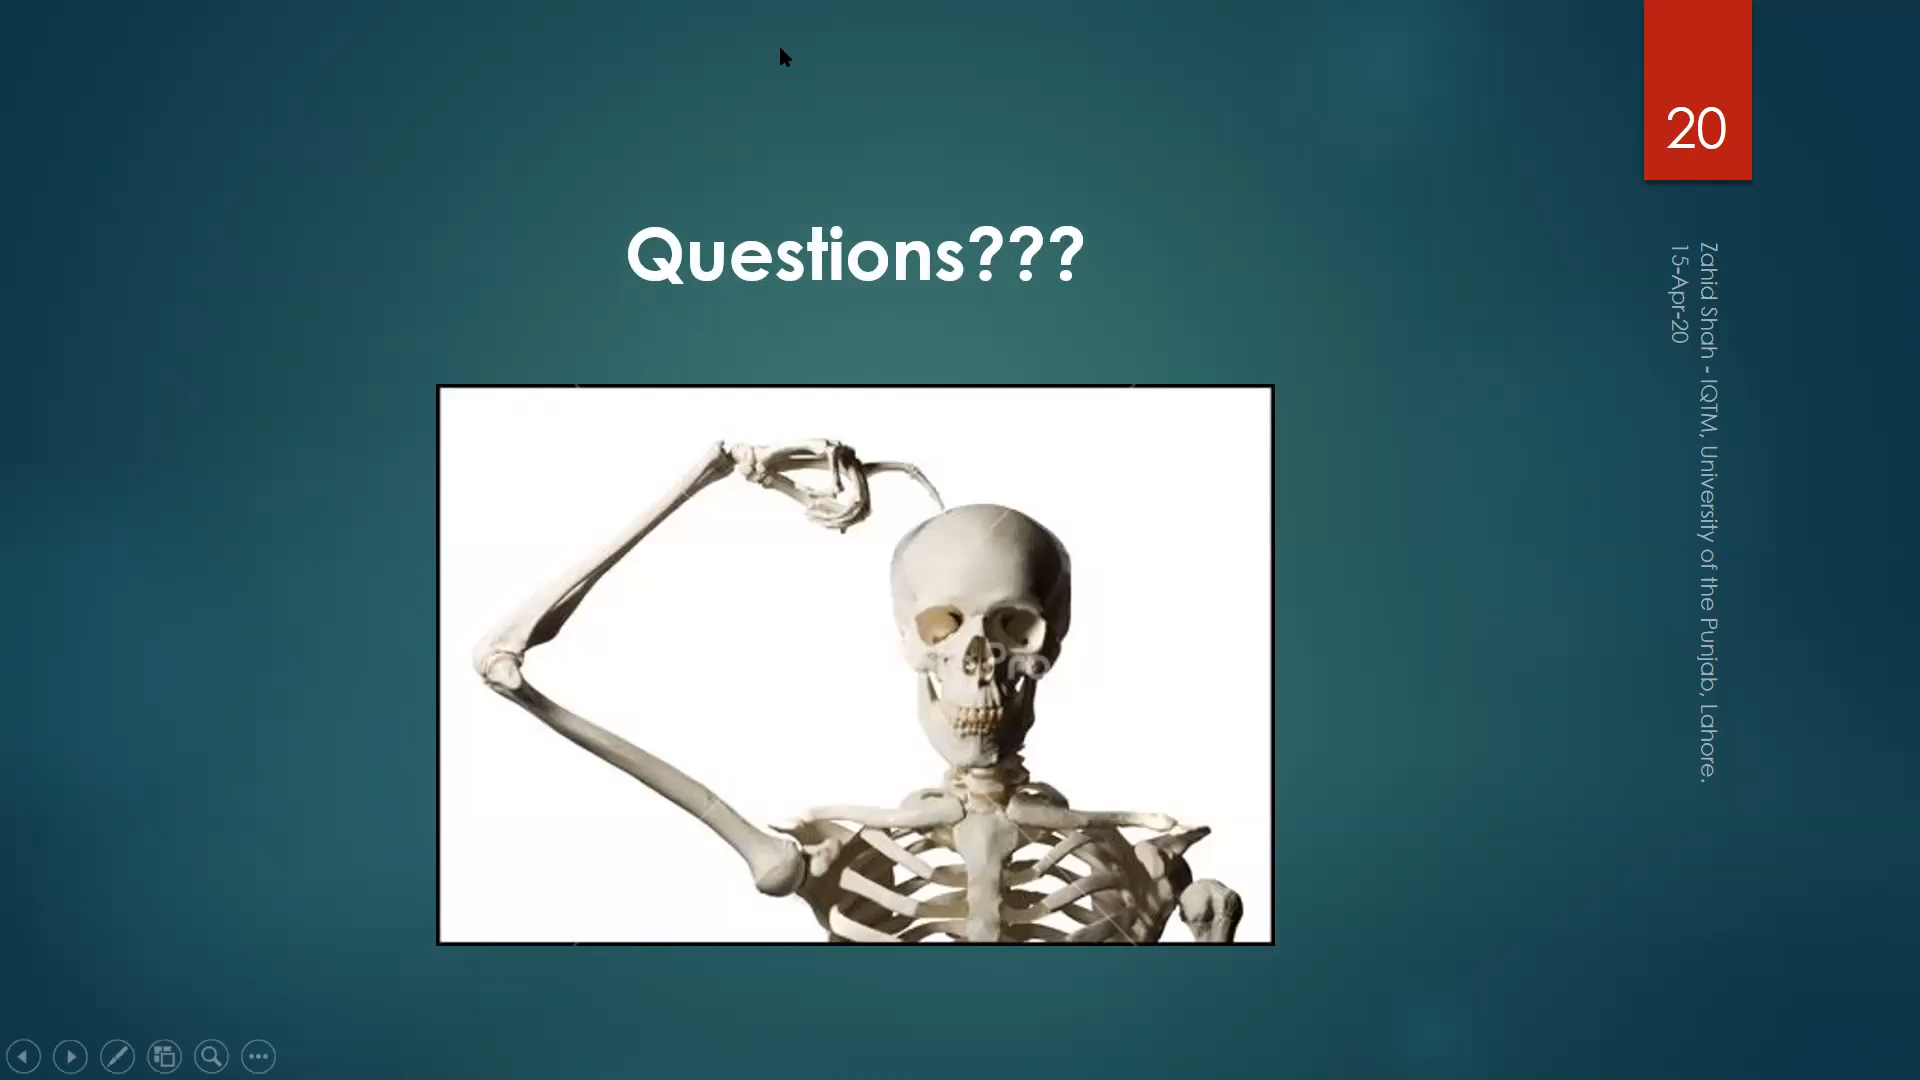 20
Questions???
Zahid Shah - IQTM, University of the Punjab, Lahore.
15-Apr-20